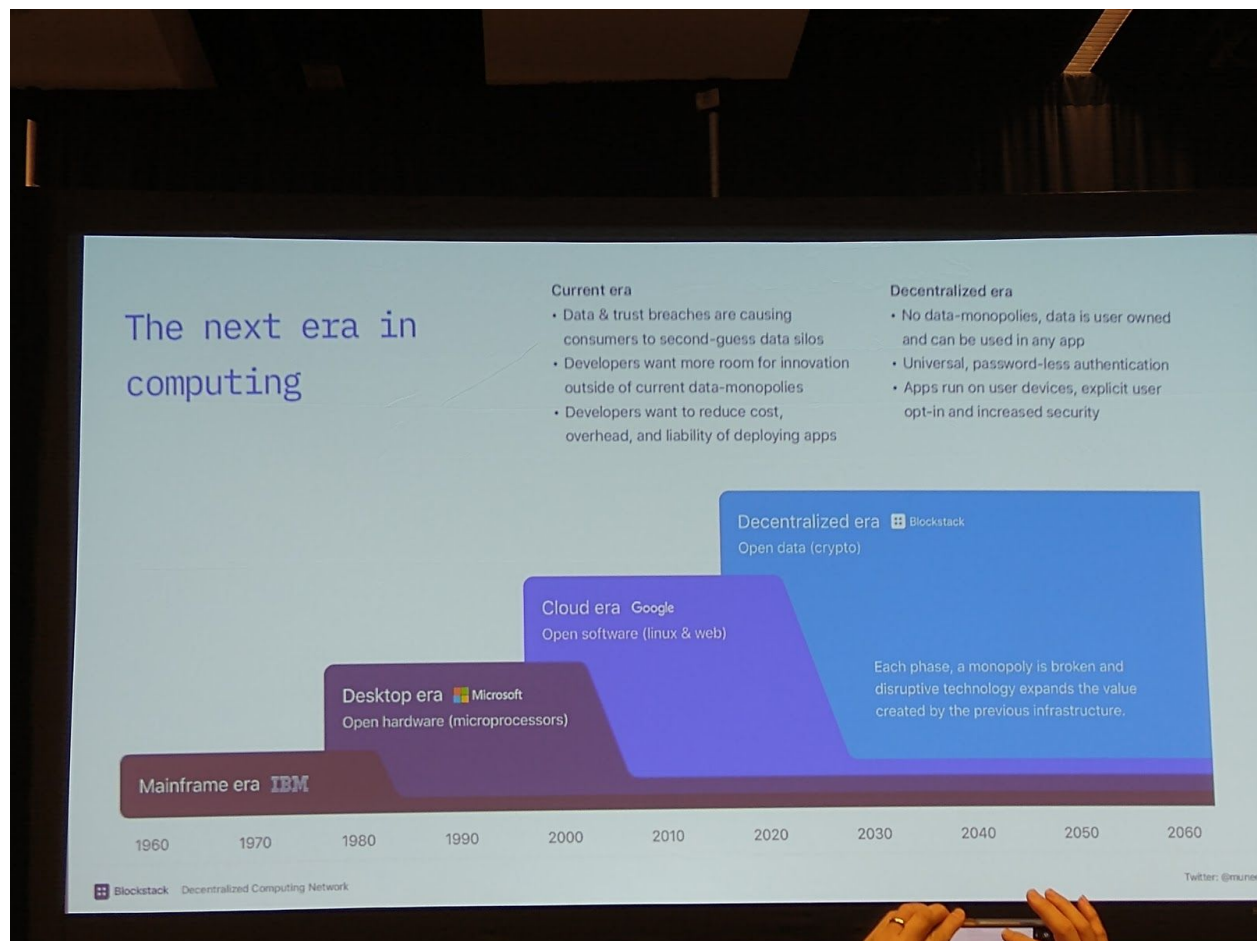 The next era in
computing
Current era
• Data & trust breaches are causing
consumers to second-guess data silos
• Developers want more room for innovation
outside of current data-monopolies
• Developers want to reduce cost,
overhead, and liability of deploying apps
Decentralized era
• No data-monopolies, data is user owned
and can be used in any app
• Universal, password-less authentication
• Apps run on user devices, explicit user
opt-in and increased security
Decentralized era Blockstack
Open data (crypto)
Cloud era Google
Open software (linux & web)
Each phase, a monopoly is broken and
disruptive technology expands the value
created by the previous infrastructure.
Desktop era Microsoft
Open hardware (microprocessors)
Mainframe era IBM
1960 1970 1980 1990 2000 2010 2020 2030 2040 2050 2060
Blockstack Decentralized Computing Network
Twitter: